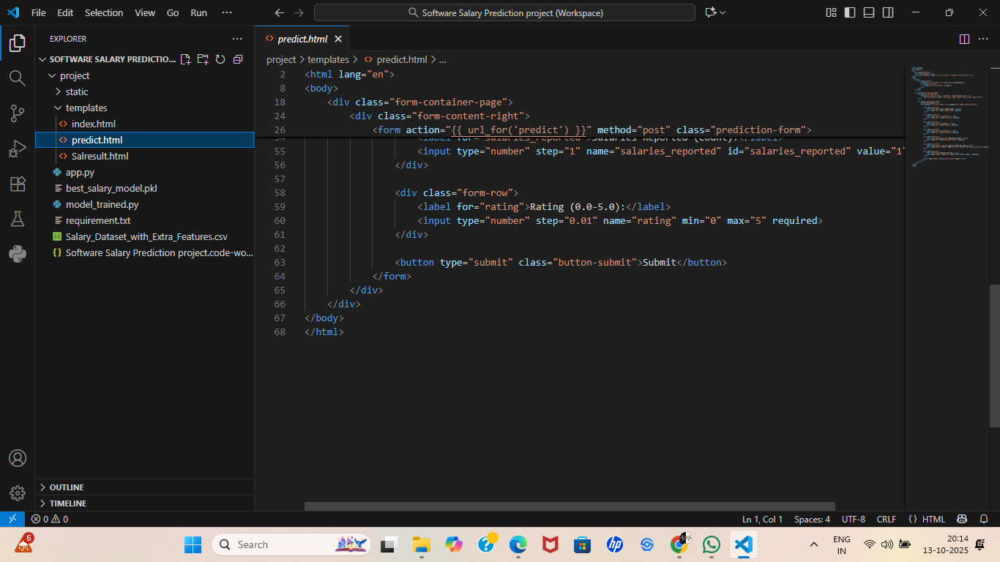 File Edit Selection View Go Run ···
Software Salary Prediction project (Workspace)
EXPLORER
SOFTWARE SALARY PREDICTIO...
project
static
templates
index.html
predict.html
Salresult.html
app.py
best_salary_model.pkl
model_trained.py
requirement.txt
Salary_Dataset_with_Extra_Features.csv
Software Salary Prediction project.code-wo...
OUTLINE
TIMELINE
predict.html
project > templates > predict.html > ...
2 <html lang="en">
8 <body>
18 <div class="form-container-page">
24 <div class="form-content-right">
26 <form action="{{ url_for('predict') }}" method="post" class="prediction-form">
54 <label for="salaries_reported">Salaries Reported (Count):</label>
55 <input type="number" step="1" name="salaries_reported" id="salaries_reported" value="1"
56 </div>
57
58 <div class="form-row">
59 <label for="rating">Rating (0.0-5.0):</label>
60 <input type="number" step="0.01" name="rating" min="0" max="5" required>
61 </div>
62
63 <button type="submit" class="button-submit">Submit</button>
64 </form>
65 </div>
66 </div>
67 </body>
68 </html>
0 0
Ln 1, Col 1 Spaces: 4 UTF-8 CRLF {} HTML
6
Search
hp
ENG
IN
20:14
13-10-2025